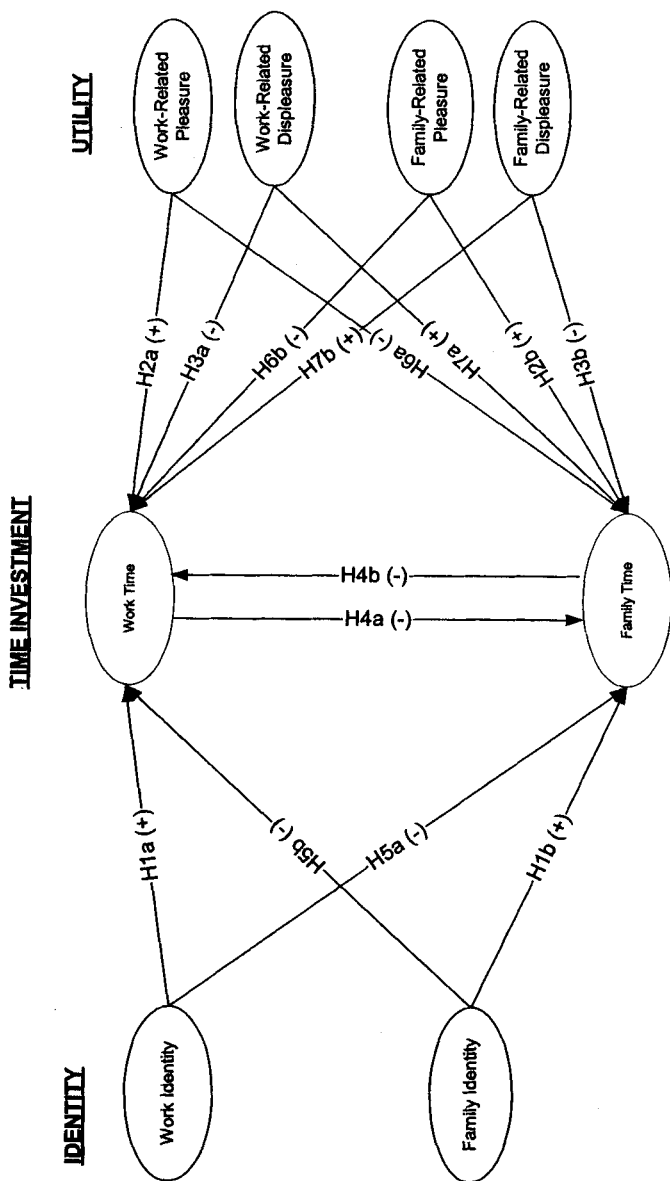 IDENTITY
TIME INVESTMENT
UTILITY
Work Identity
Family Identity
H1a (+)
H5b (-)
H5a (-)
H1b (+)
Work Time
Family Time
H4a (-)
H4b (-)
H2a (+)
H3a (-)
H6b (-)
H7b (+)
H6a (-)
H7a (+)
H2b (+)
H3b (-)
Work-Related
Pleasure
Work-Related
Displeasure
Family-Related
Pleasure
Family-Related
Displeasure